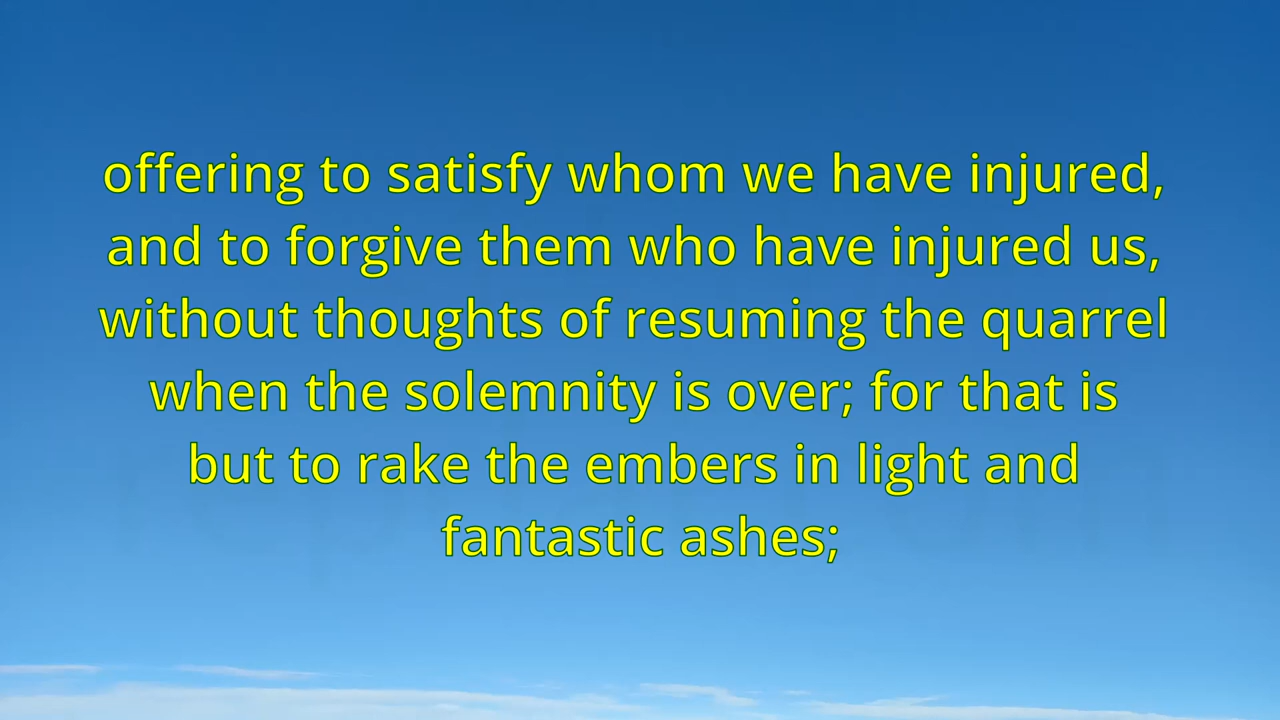 offering to satisfy whom we have injured,
and to forgive them who have injured us,
without thoughts of resuming the quarrel
when the solemnity is over; for that is
but to rake the embers in light and
fantastic ashes;